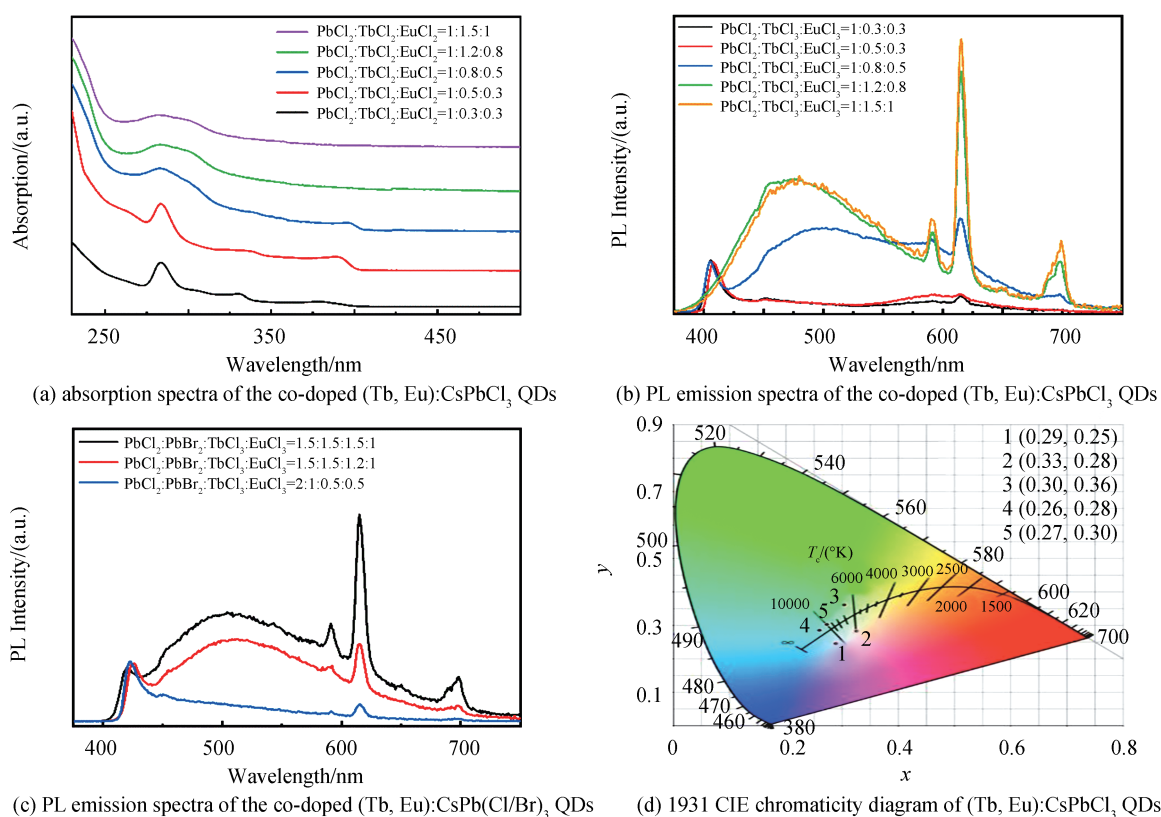 PbCl₂:TbCl₂:EuCl₂=1:1.5:1
PbCl₂:TbCl₂:EuCl₂=1:1.2:0.8
PbCl₂:TbCl₂:EuCl₂=1:0.8:0.5
PbCl₂:TbCl₂:EuCl₂=1:0.5:0.3
PbCl₂:TbCl₂:EuCl₂=1:0.3:0.3
Absorption/(a.u.)
250 350 450
Wavelength/nm
(a) absorption spectra of the co-doped (Tb, Eu):CsPbCl₃ QDs
PbCl₂:TbCl₃:EuCl₃=1:0.3:0.3
PbCl₂:TbCl₃:EuCl₃=1:0.5:0.3
PbCl₂:TbCl₃:EuCl₃=1:0.8:0.5
PbCl₂:TbCl₃:EuCl₃=1:1.2:0.8
PbCl₂:TbCl₃:EuCl₃=1:1.5:1
PL Intensity/(a.u.)
400 500 600 700
Wavelength/nm
(b) PL emission spectra of the co-doped (Tb, Eu):CsPbCl₃ QDs
PbCl₂:PbBr₂:TbCl₃:EuCl₃=1.5:1.5:1.5:1
PbCl₂:PbBr₂:TbCl₃:EuCl₃=1.5:1.5:1.2:1
PbCl₂:PbBr₂:TbCl₃:EuCl₃=2:1:0.5:0.5
PL Intensity/(a.u.)
400 500 600 700
Wavelength/nm
(c) PL emission spectra of the co-doped (Tb, Eu):CsPb(Cl/Br)₃ QDs
0.9
0.7
0.5
0.3
0.1
y
520
540
560
580
600
620
700
500
490
480
470
460
380
1 (0.29, 0.25)
2 (0.33, 0.28)
3 (0.30, 0.36)
4 (0.26, 0.28)
5 (0.27, 0.30)
T꜀/(°K)
10000
6000
4000
3000
2500
2000
1500
∞
3
5
4
2
1
0 0.2 0.4 0.6 0.8
x
(d) 1931 CIE chromaticity diagram of (Tb, Eu):CsPbCl₃ QDs